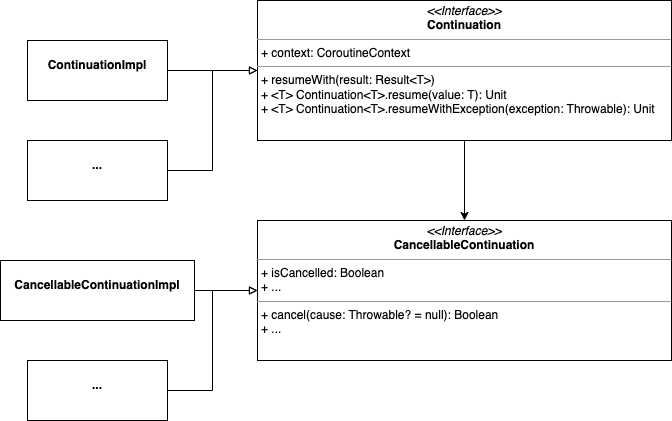 <<Interface>>
Continuation
+ context: CoroutineContext
+ resumeWith(result: Result<T>)
+ <T> Continuation<T>.resume(value: T): Unit
+ <T> Continuation<T>.resumeWithException(exception: Throwable): Unit
ContinuationImpl
...
<<Interface>>
CancellableContinuation
+ isCancelled: Boolean
+ ...
+ cancel(cause: Throwable? = null): Boolean
+ ...
CancellableContinuationImpl
...